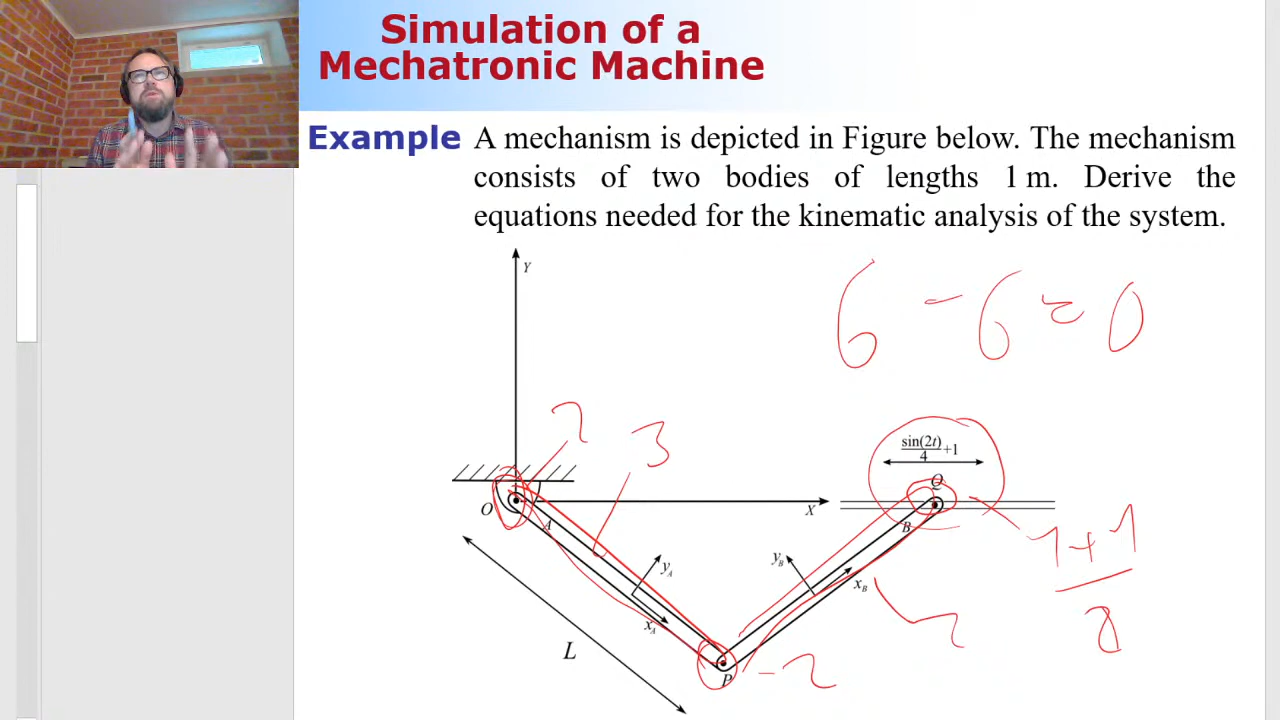 Simulation of a
Mechatronic Machine
Example A mechanism is depicted in Figure below. The mechanism
consists of two bodies of lengths 1 m. Derive the
equations needed for the kinematic analysis of the system.
Y
6 - 6 = 0
2
3
sin(2t)
4
+1
Q
O
A
X
B
y_A
y_B
x_B
x_A
1+1
L
P
-2